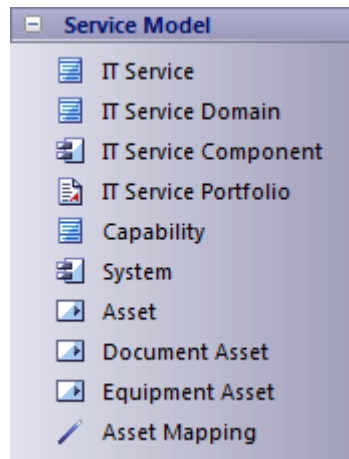 Service Model
IT Service
IT Service Domain
IT Service Component
IT Service Portfolio
Capability
System
Asset
Document Asset
Equipment Asset
Asset Mapping